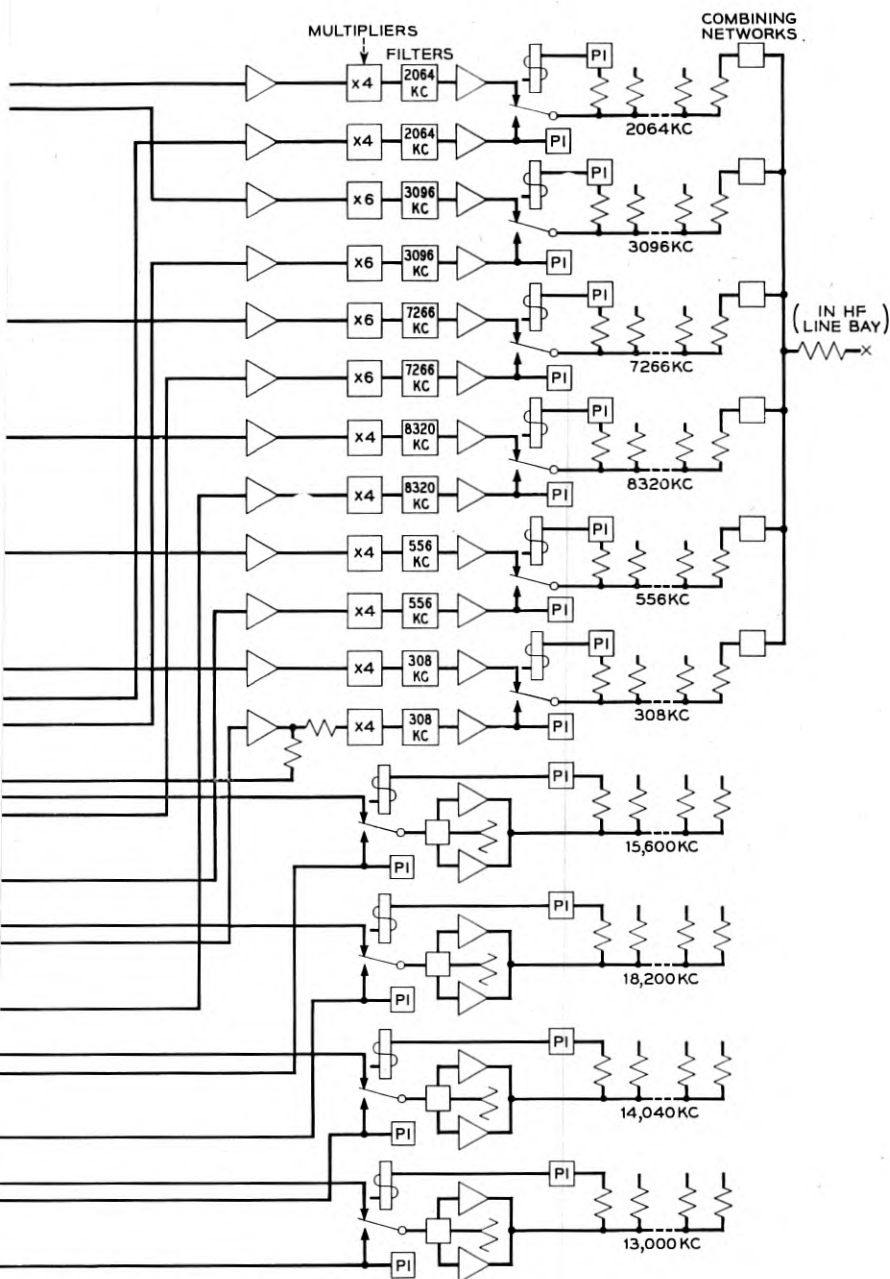 MULTIPLIERS
FILTERS
COMBINING
NETWORKS
x4
2064
KC
PI
2064KC
x4
2064
KC
PI
x6
3096
KC
PI
3096KC
x6
3096
KC
PI
x6
7266
KC
PI
7266KC
x6
7266
KC
PI
(IN HF
LINE BAY)
x
x4
8320
KC
PI
8320KC
x4
8320
KC
PI
x4
556
KC
PI
556KC
x4
556
KC
PI
x4
308
KC
PI
308KC
x4
308
KC
PI
PI
15,600KC
PI
PI
18,200KC
PI
PI
14,040KC
PI
PI
13,000KC
PI